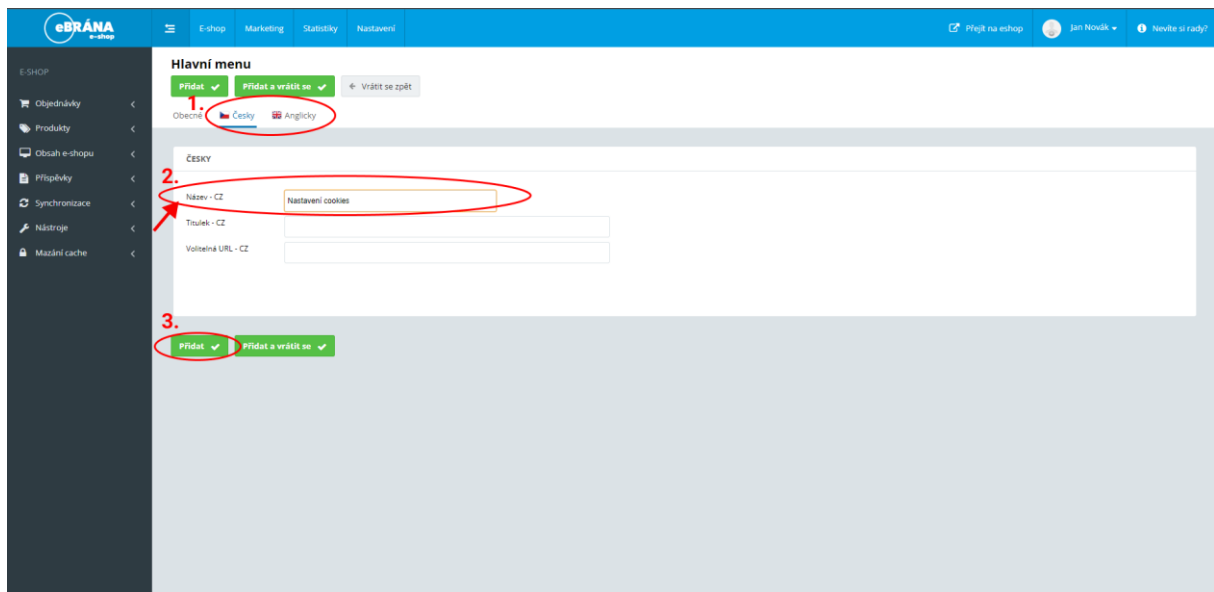 eBRÁNA
e-shop
E-shop Marketing Statistiky Nastavení
Přejít na eshop Jan Novák Nevíte si rady?
E-SHOP
Objednávky
Produkty
Obsah e-shopu
Příspěvky
Synchronizace
Nástroje
Mazání cache
Hlavní menu
Přidat Přidat a vrátit se Vrátit se zpět
1.
Obecné Česky Anglicky
ČESKY
2.
Název - CZ Nastavení cookies
Titulek - CZ
Volitelná URL - CZ
3.
Přidat Přidat a vrátit se